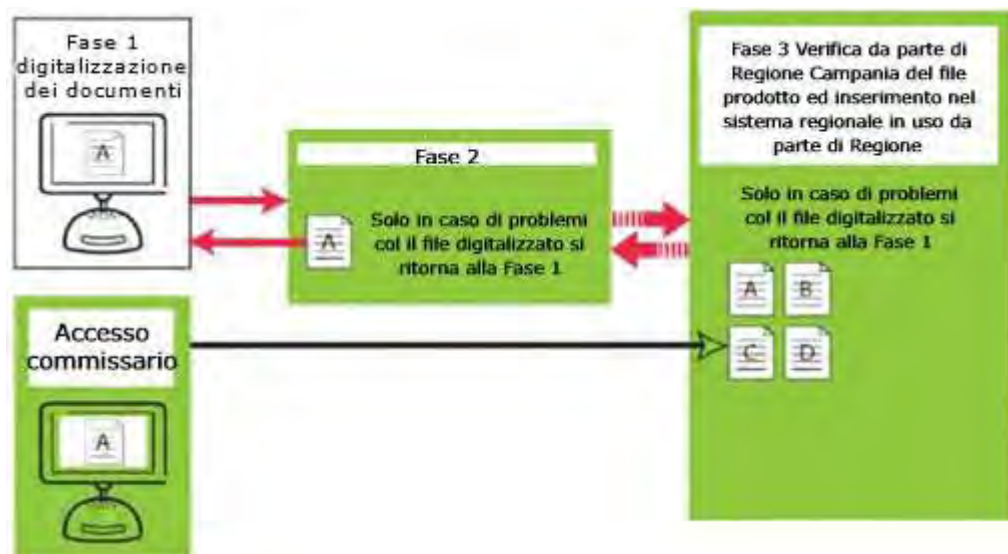 Fase 1
digitalizzazione
dei documenti
A
Fase 2
A
Solo in caso di problemi
col il file digitalizzato si
ritorna alla Fase 1
Fase 3 Verifica da parte di
Regione Campania del file
prodotto ed inserimento nel
sistema regionale in uso da
parte di Regione
Solo in caso di problemi
col il file digitalizzato si
ritorna alla Fase 1
A B
C D
Accesso
commissario
A